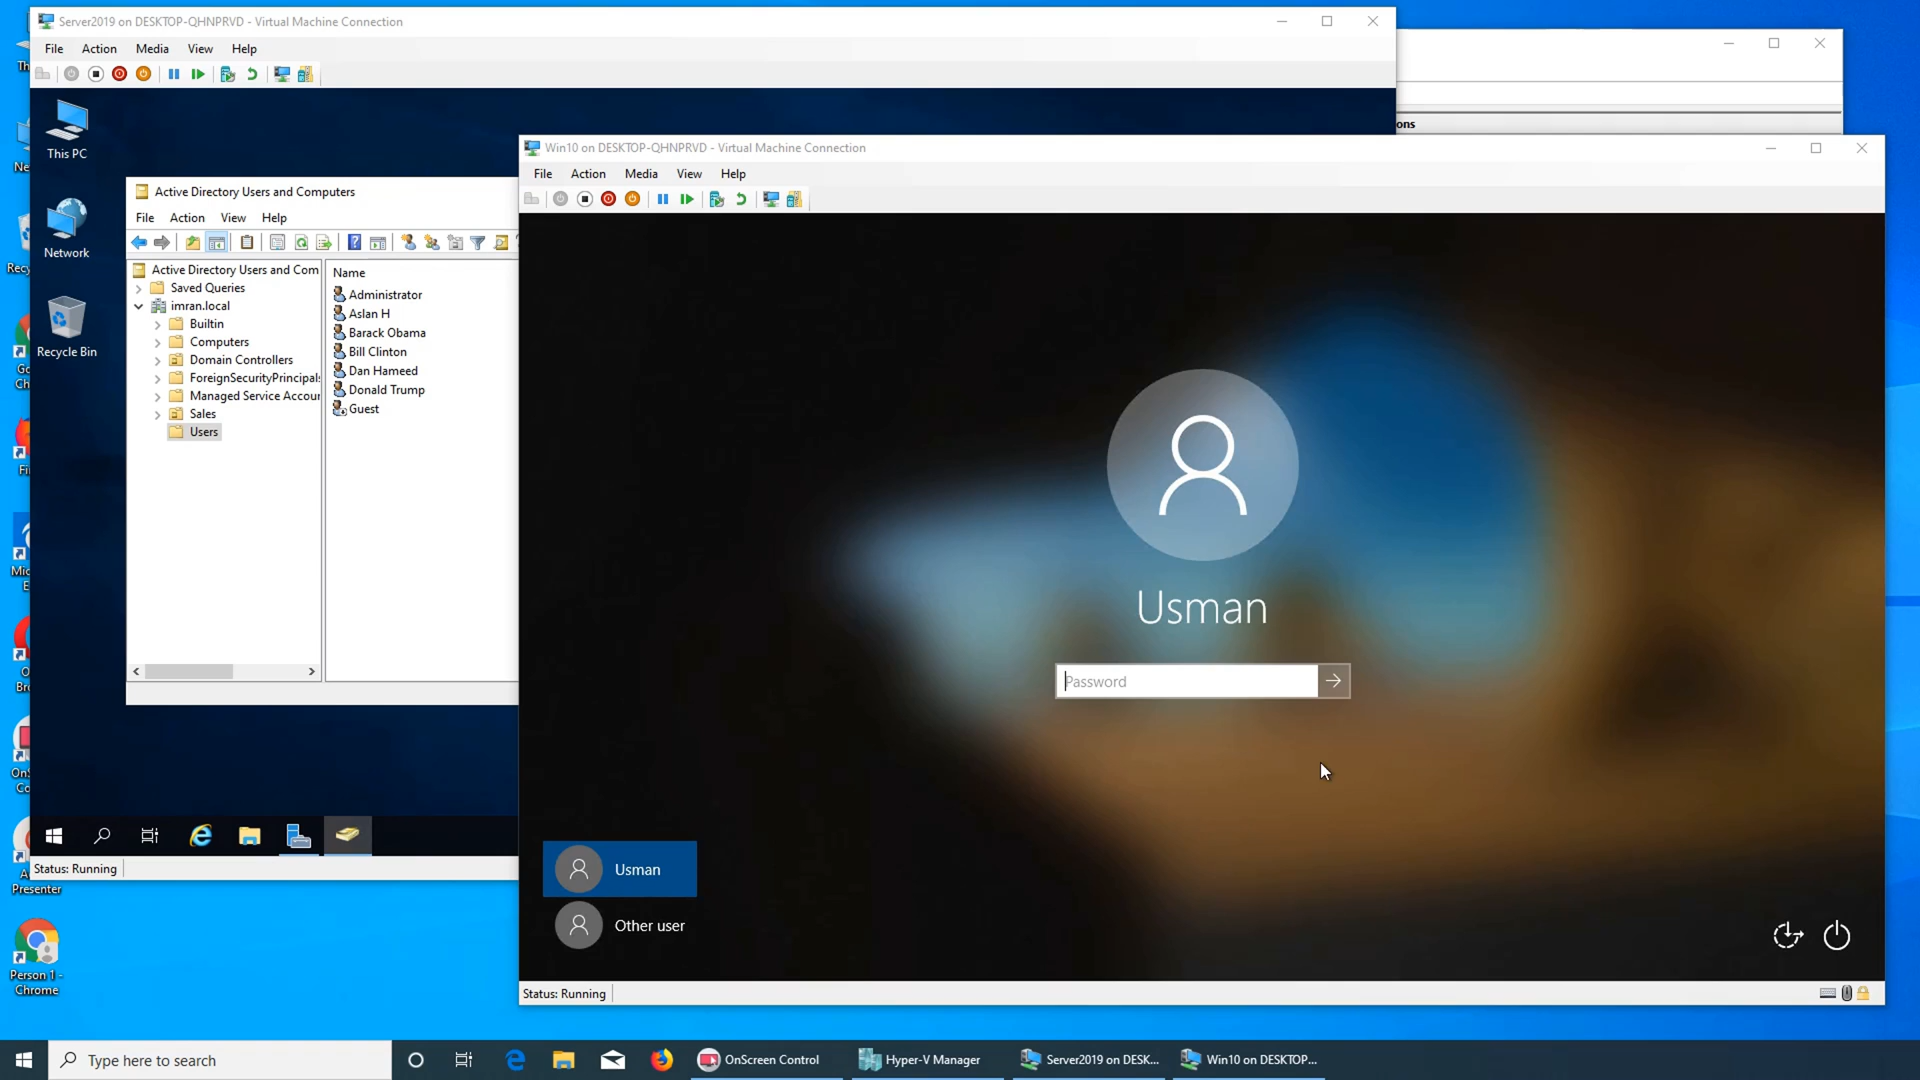 Server2019 on DESKTOP-QHNPRVD - Virtual Machine Connection
File Action Media View Help
ons
This PC
Network
Recycle Bin
Active Directory Users and Computers
File Action View Help
Active Directory Users and Com
Saved Queries
imran.local
Builtin
Computers
Domain Controllers
ForeignSecurityPrincipals
Managed Service Accour
Sales
Users
Name
Administrator
Aslan H
Barack Obama
Bill Clinton
Dan Hameed
Donald Trump
Guest
Status: Running
Win10 on DESKTOP-QHNPRVD - Virtual Machine Connection
File Action Media View Help
Usman
Password
Usman
Other user
Status: Running
Presenter
Person 1 -
Chrome
Type here to search
OnScreen Control
Hyper-V Manager
Server2019 on DESK...
Win10 on DESKTOP...